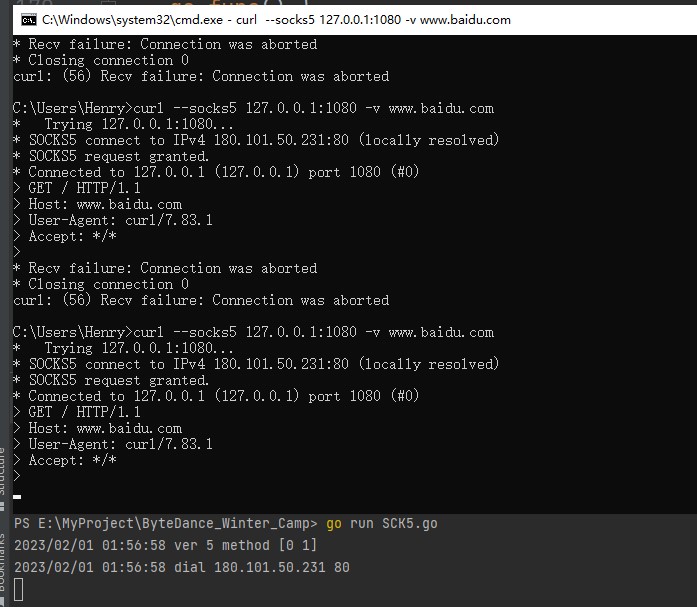 C:\Windows\system32\cmd.exe - curl  --socks5 127.0.0.1:1080 -v www.baidu.com
* Recv failure: Connection was aborted
* Closing connection 0
curl: (56) Recv failure: Connection was aborted
C:\Users\Henry>curl --socks5 127.0.0.1:1080 -v www.baidu.com
*   Trying 127.0.0.1:1080...
* SOCKS5 connect to IPv4 180.101.50.231:80 (locally resolved)
* SOCKS5 request granted.
* Connected to 127.0.0.1 (127.0.0.1) port 1080 (#0)
> GET / HTTP/1.1
> Host: www.baidu.com
> User-Agent: curl/7.83.1
> Accept: */*
>
* Recv failure: Connection was aborted
* Closing connection 0
curl: (56) Recv failure: Connection was aborted
C:\Users\Henry>curl --socks5 127.0.0.1:1080 -v www.baidu.com
*   Trying 127.0.0.1:1080...
* SOCKS5 connect to IPv4 180.101.50.231:80 (locally resolved)
* SOCKS5 request granted.
* Connected to 127.0.0.1 (127.0.0.1) port 1080 (#0)
> GET / HTTP/1.1
> Host: www.baidu.com
> User-Agent: curl/7.83.1
> Accept: */*
>
PS E:\MyProject\ByteDance_Winter_Camp> go run SCK5.go
2023/02/01 01:56:58 ver 5 method [0 1]
2023/02/01 01:56:58 dial 180.101.50.231 80